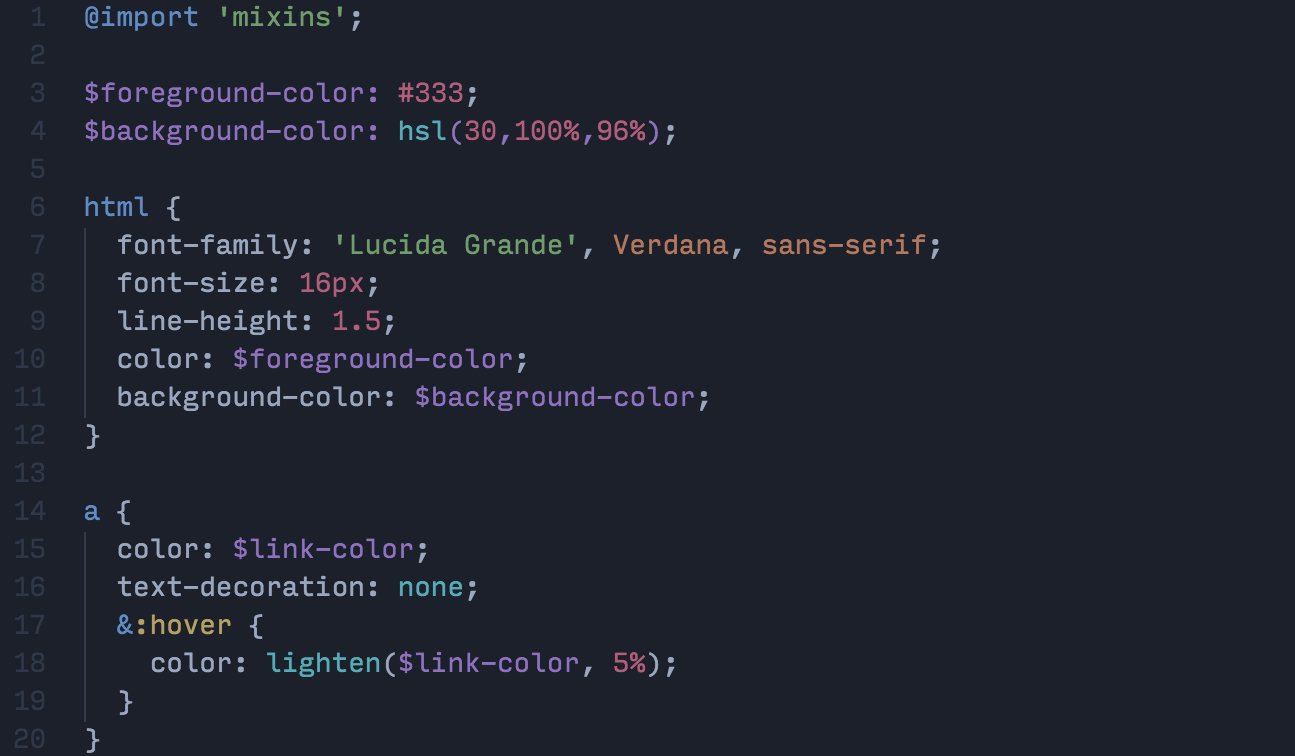 1 @import 'mixins';
2
3 $foreground-color: #333;
4 $background-color: hsl(30,100%,96%);
5
6 html {
7   font-family: 'Lucida Grande', Verdana, sans-serif;
8   font-size: 16px;
9   line-height: 1.5;
10   color: $foreground-color;
11   background-color: $background-color;
12 }
13
14 a {
15   color: $link-color;
16   text-decoration: none;
17   &:hover {
18     color: lighten($link-color, 5%);
19   }
20 }